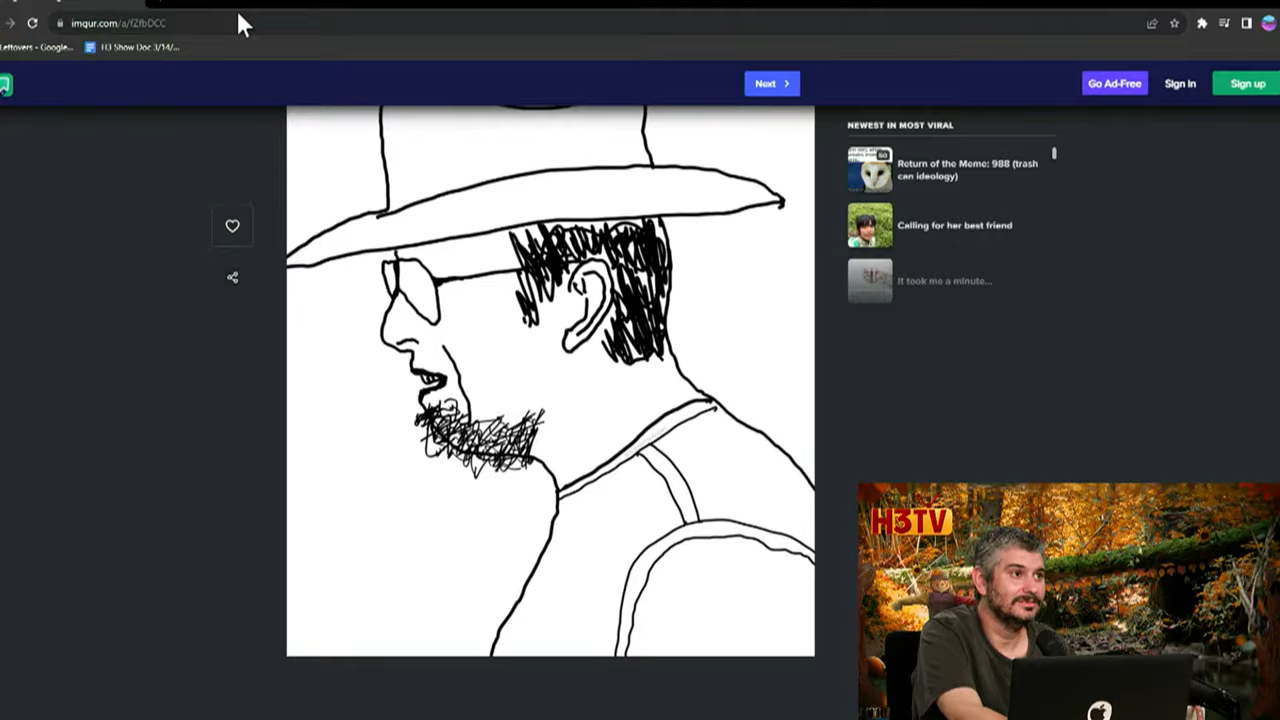 imgur.com/a/fZfbDCC
Leftovers - Google...
H3 Show Doc 3/14/...
Next
Go Ad-Free
Sign In
Sign up
NEWEST IN MOST VIRAL
Return of the Meme: 988 (trash
can ideology)
Calling for her best friend
It took me a minute...
H3TV